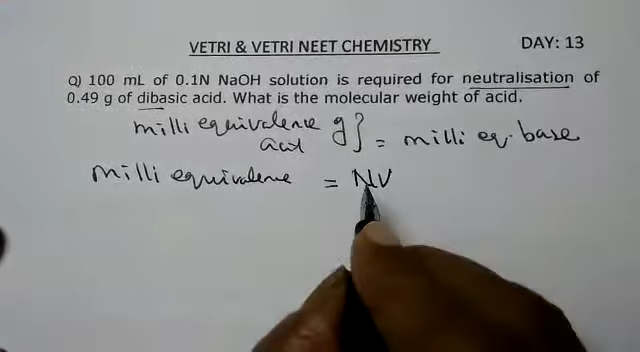 VETRI & VETRI NEET CHEMISTRY DAY: 13
Q) 100 mL of 0.1N NaOH solution is required for neutralisation of
0.49 g of dibasic acid. What is the molecular weight of acid.
milli equivalence of } = milli eq. base
acid
milli equivalence = NV